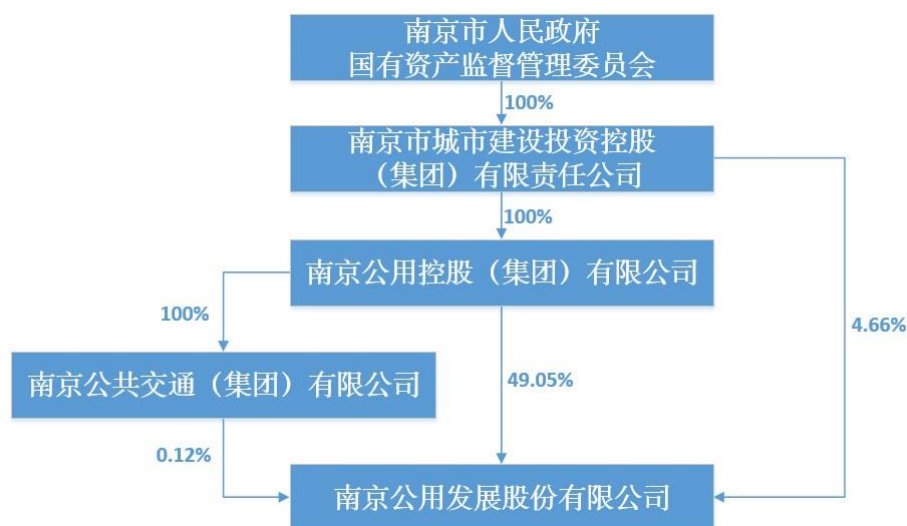 南京市人民政府
国有资产监督管理委员会
100%
南京市城市建设投资控股
（集团）有限责任公司
100%
南京公用控股（集团）有限公司
100%
4.66%
南京公共交通（集团）有限公司
49.05%
0.12%
南京公用发展股份有限公司